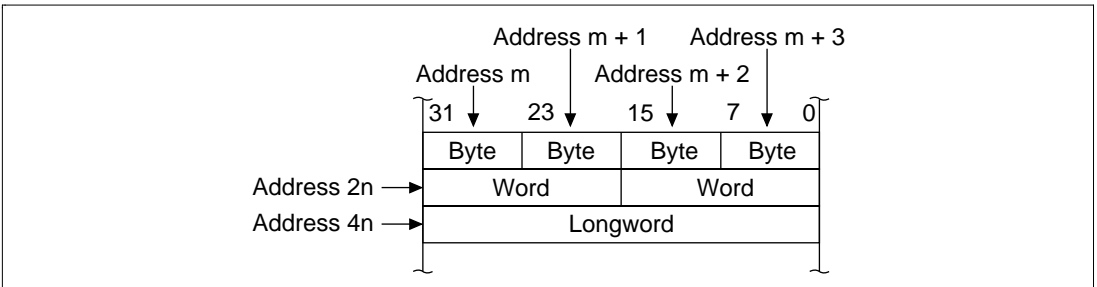 Address m + 1 Address m + 3
Address m Address m + 2
31 23 15 7 0
Byte Byte Byte Byte
Address 2n Word Word
Address 4n Longword